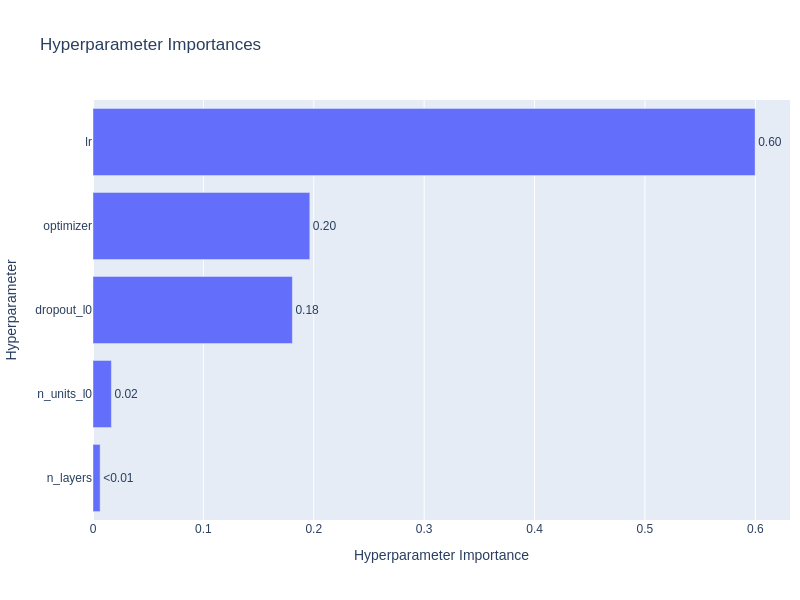 Hyperparameter Importances
lr
0.60
optimizer
0.20
dropout_l0
0.18
n_units_l0
0.02
n_layers
<0.01
0
0.1
0.2
0.3
0.4
0.5
0.6
Hyperparameter Importance
Hyperparameter